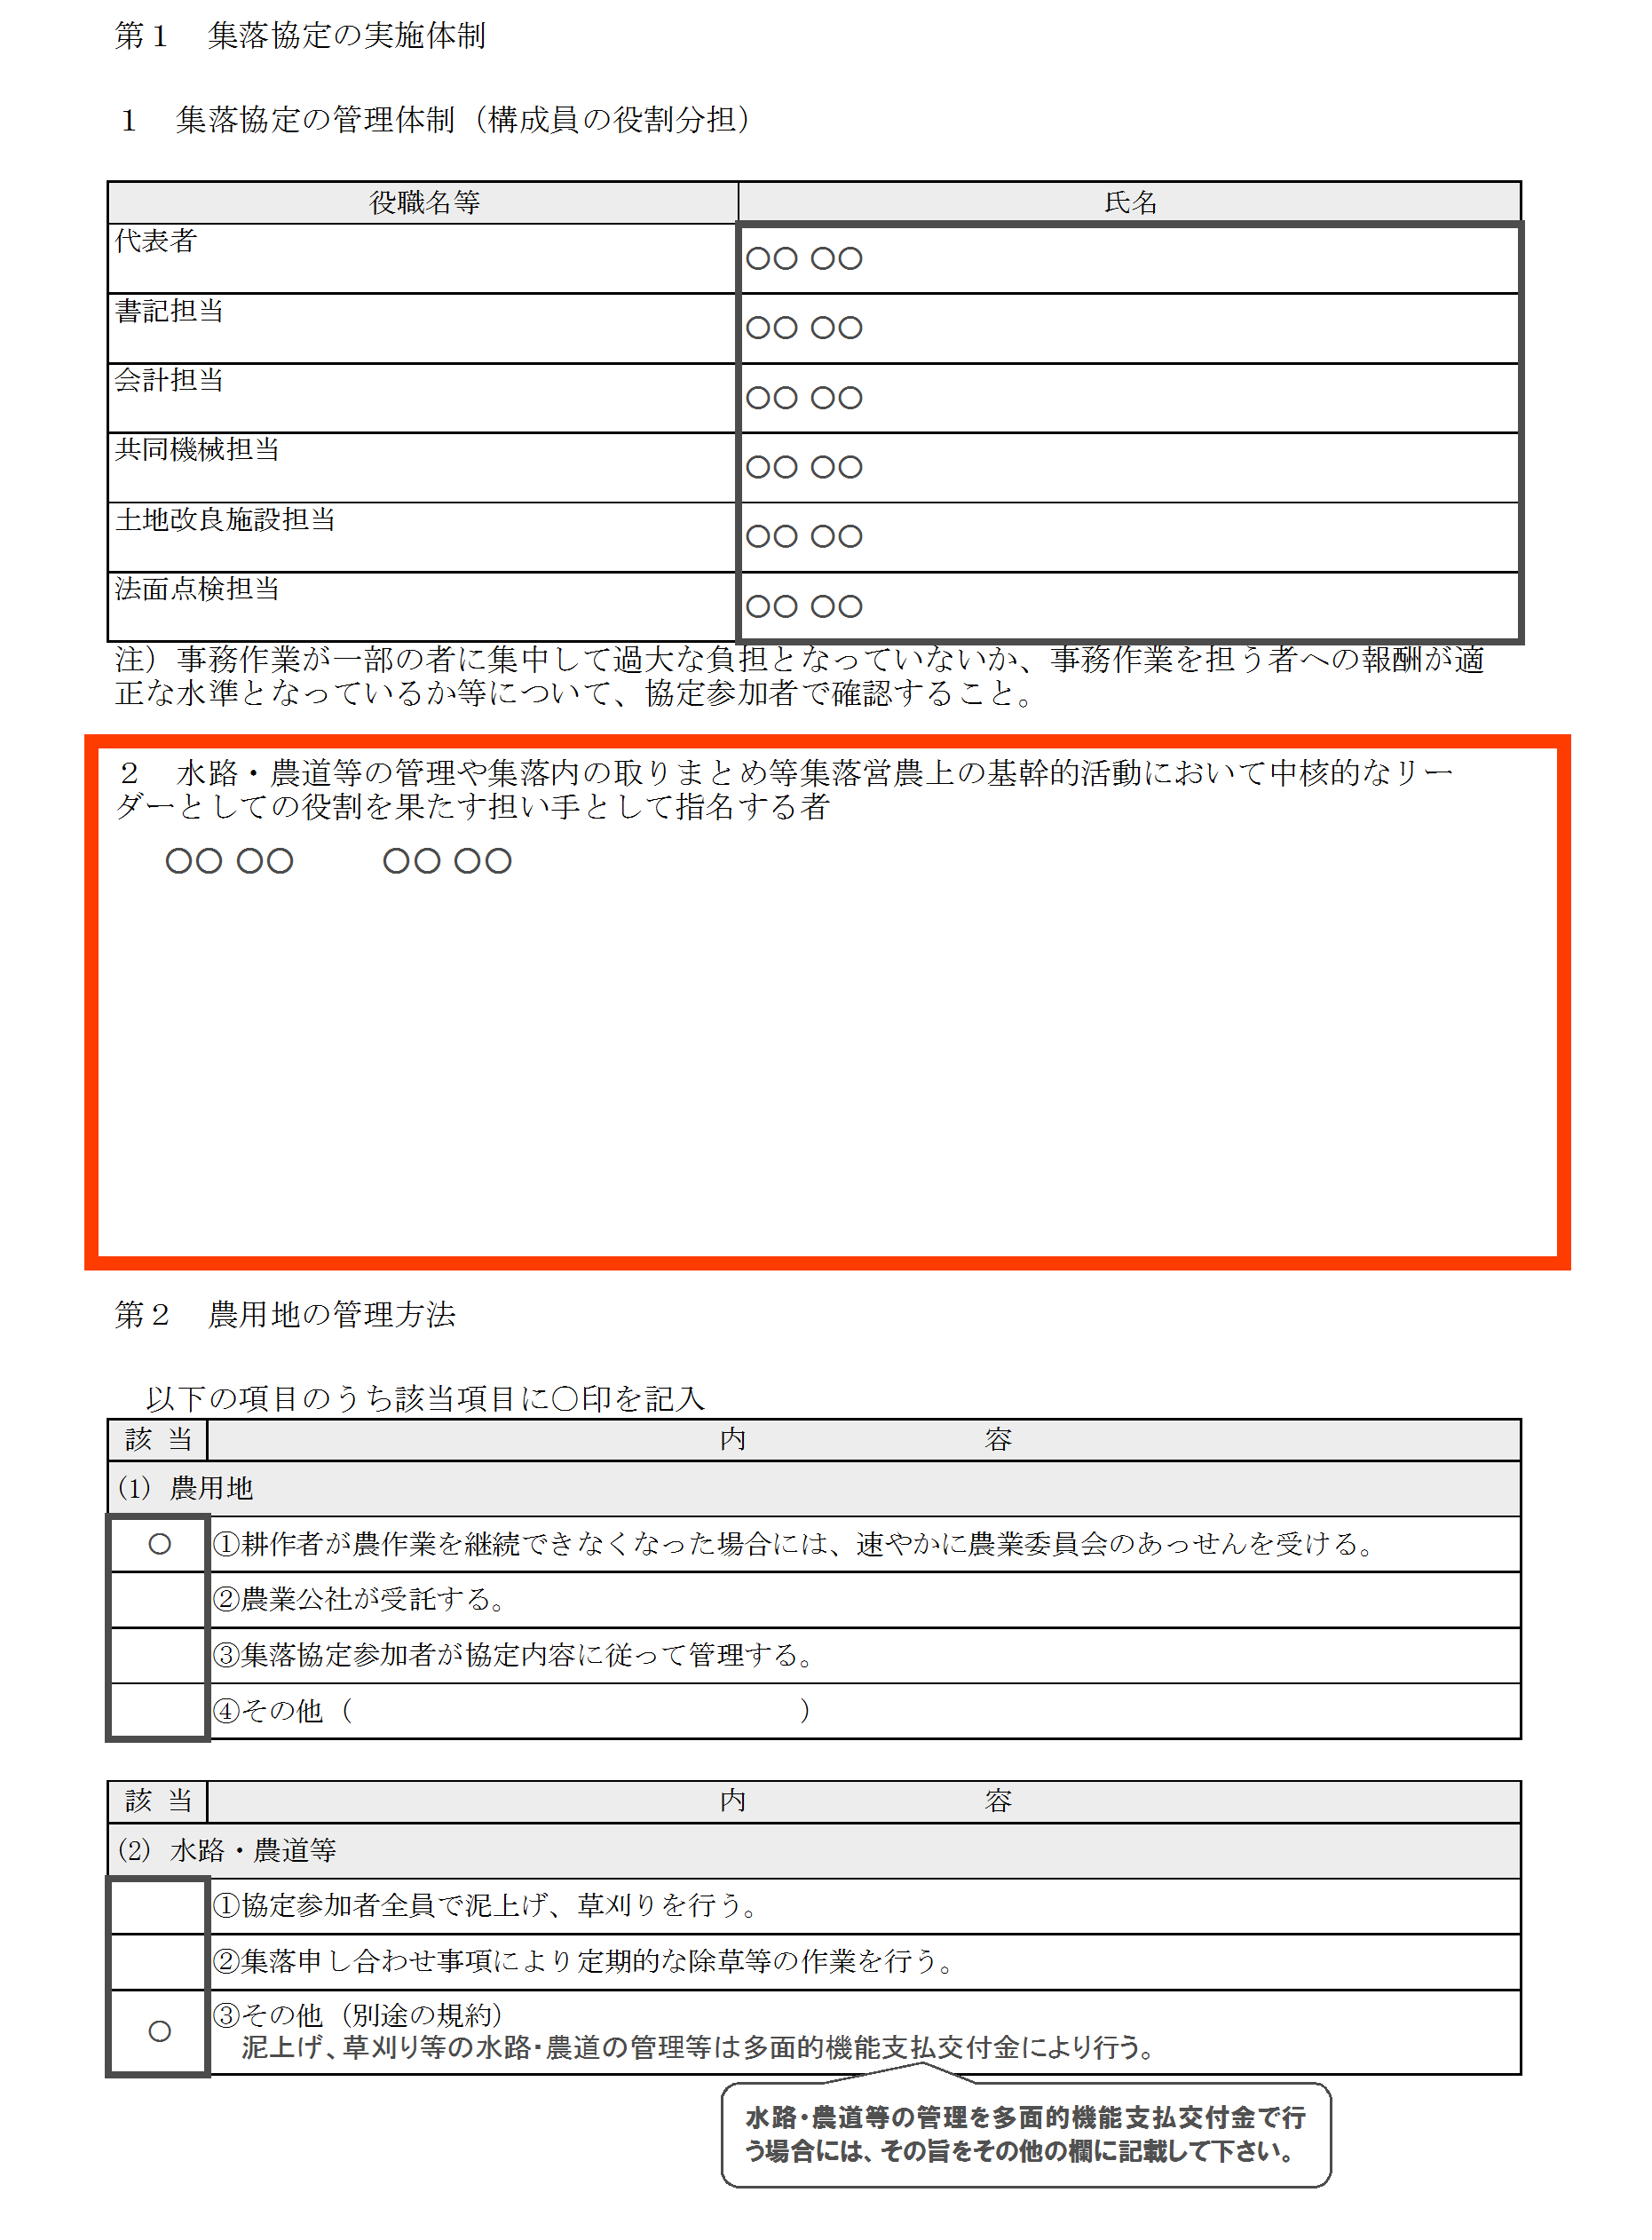 第１　集落協定の実施体制
１　集落協定の管理体制（構成員の役割分担）
役職名等　氏名
代表者　○○ ○○
書記担当　○○ ○○
会計担当　○○ ○○
共同機械担当　○○ ○○
土地改良施設担当　○○ ○○
法面点検担当　○○ ○○
注）事務作業が一部の者に集中して過大な負担となっていないか、事務作業を担う者への報酬が適
正な水準となっているか等について、協定参加者で確認すること。
２　水路・農道等の管理や集落内の取りまとめ等集落営農上の基幹的活動において中核的なリー
ダーとしての役割を果たす担い手として指名する者
○○ ○○　　○○ ○○
第２　農用地の管理方法
以下の項目のうち該当項目に○印を記入
該 当　内　容
(1) 農用地
○　①耕作者が農作業を継続できなくなった場合には、速やかに農業委員会のあっせんを受ける。
②農業公社が受託する。
③集落協定参加者が協定内容に従って管理する。
④その他（　　　　　　　　　　　　　　　　）
該 当　内　容
(2) 水路・農道等
①協定参加者全員で泥上げ、草刈りを行う。
②集落申し合わせ事項により定期的な除草等の作業を行う。
○　③その他（別途の規約）
泥上げ、草刈り等の水路・農道の管理等は多面的機能支払交付金により行う。
水路・農道等の管理を多面的機能支払交付金で行
う場合には、その旨をその他の欄に記載して下さい。